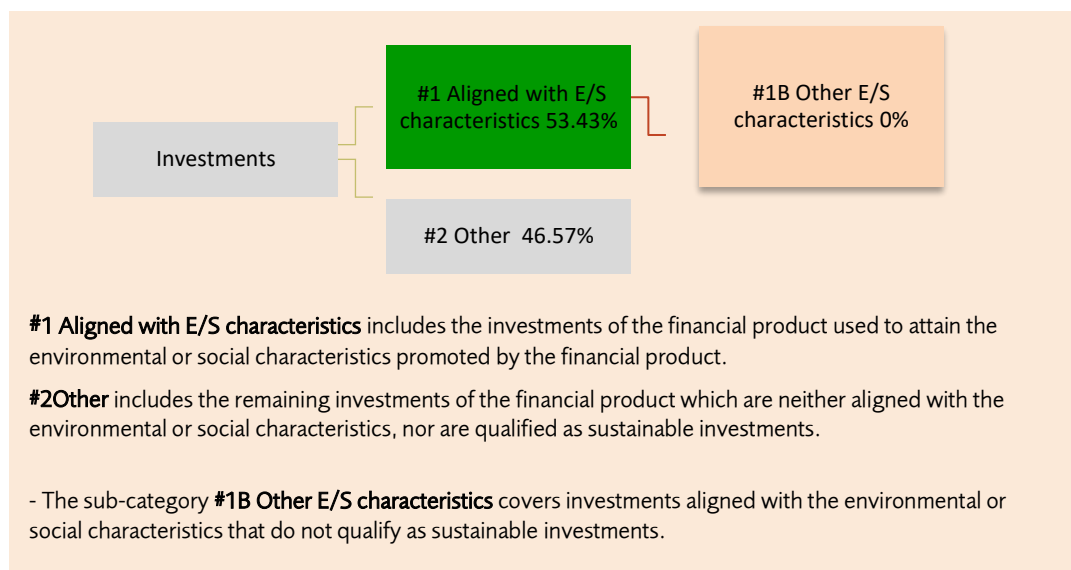 Investments
#1 Aligned with E/S
characteristics 53.43%
#2 Other 46.57%
#1B Other E/S
characteristics 0%
#1 Aligned with E/S characteristics includes the investments of the financial product used to attain the
environmental or social characteristics promoted by the financial product.
#2Other includes the remaining investments of the financial product which are neither aligned with the
environmental or social characteristics, nor are qualified as sustainable investments.
- The sub-category #1B Other E/S characteristics covers investments aligned with the environmental or
social characteristics that do not qualify as sustainable investments.